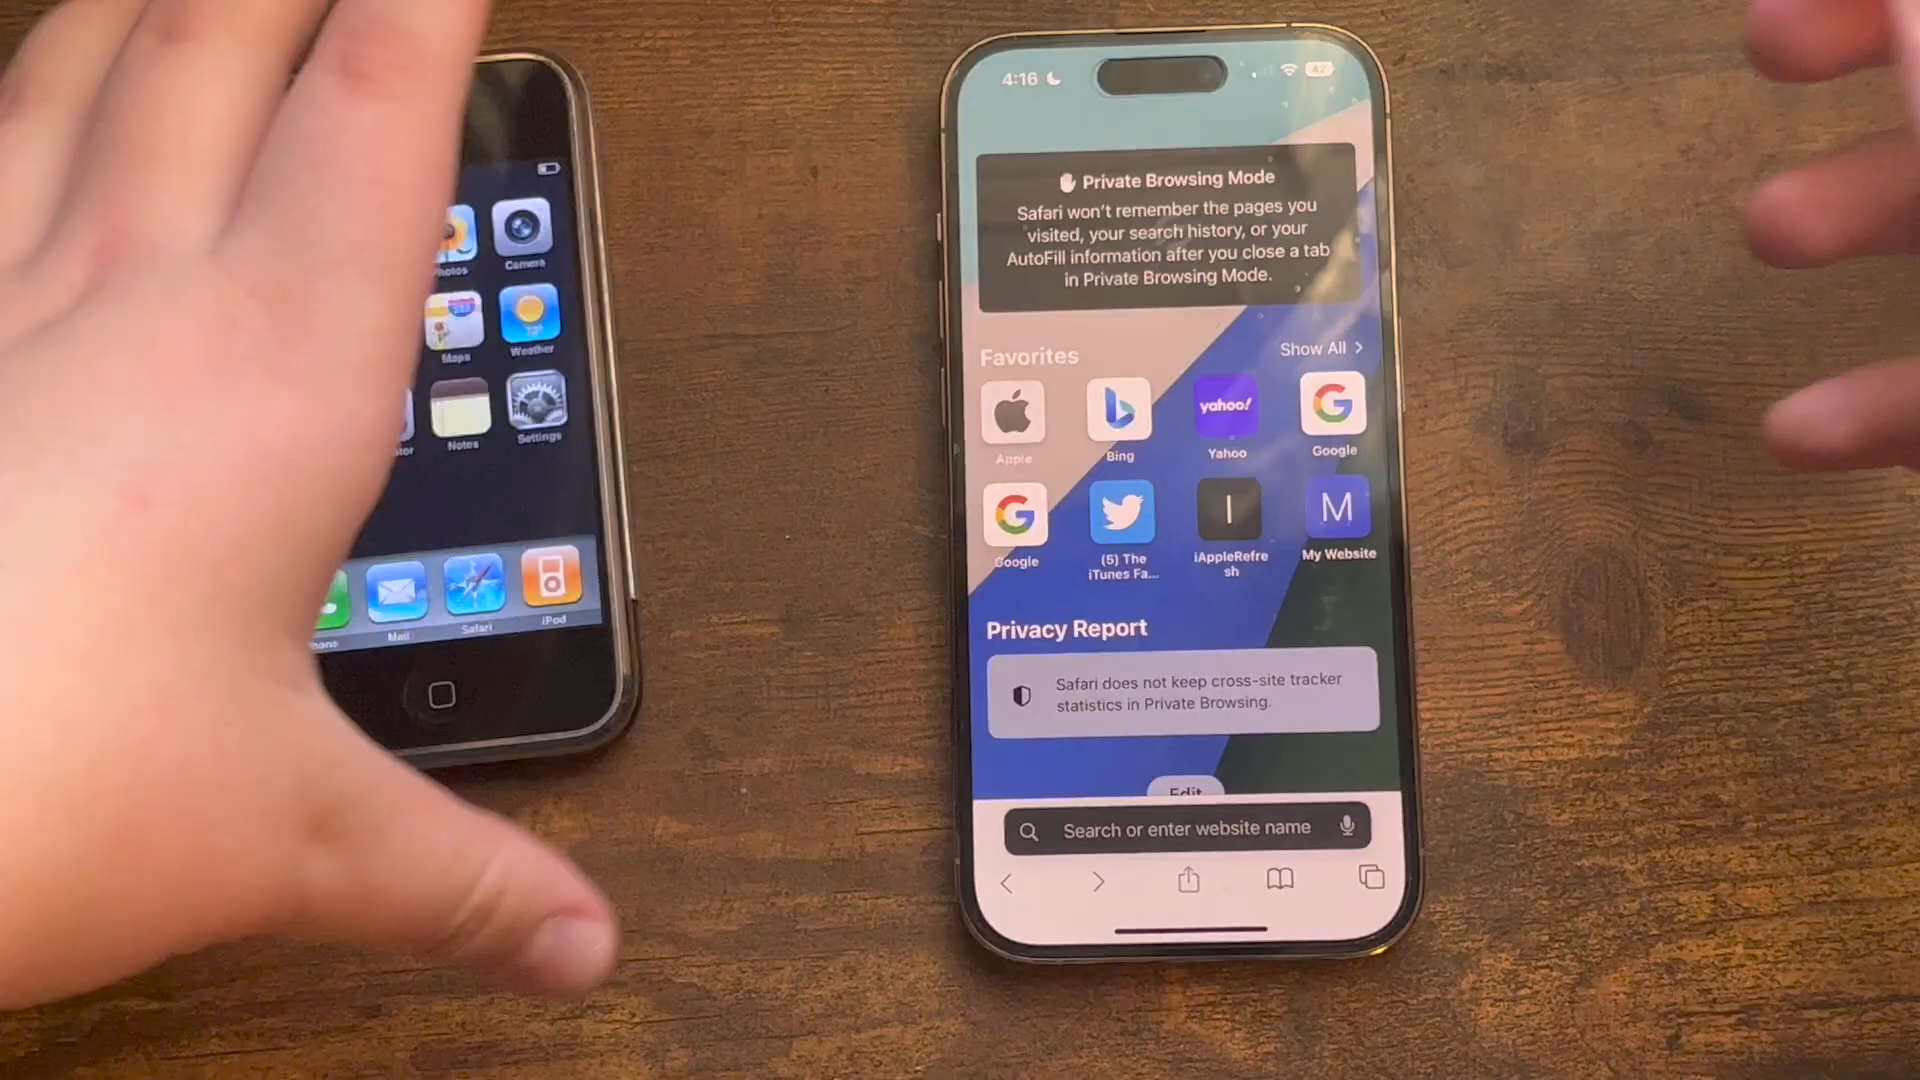 Photos
Camera
Maps
Weather
Notes
Settings
Mail
Safari
iPod
4:16
42
Private Browsing Mode
Safari won't remember the pages you
visited, your search history, or your
AutoFill information after you close a tab
in Private Browsing Mode.
Favorites
Show All >
yahoo!
Apple
Bing
Yahoo
Google
I
M
Google
(5) The
iTunes Fa...
iAppleRefre
sh
My Website
Privacy Report
Safari does not keep cross-site tracker
statistics in Private Browsing.
Edit
Search or enter website name